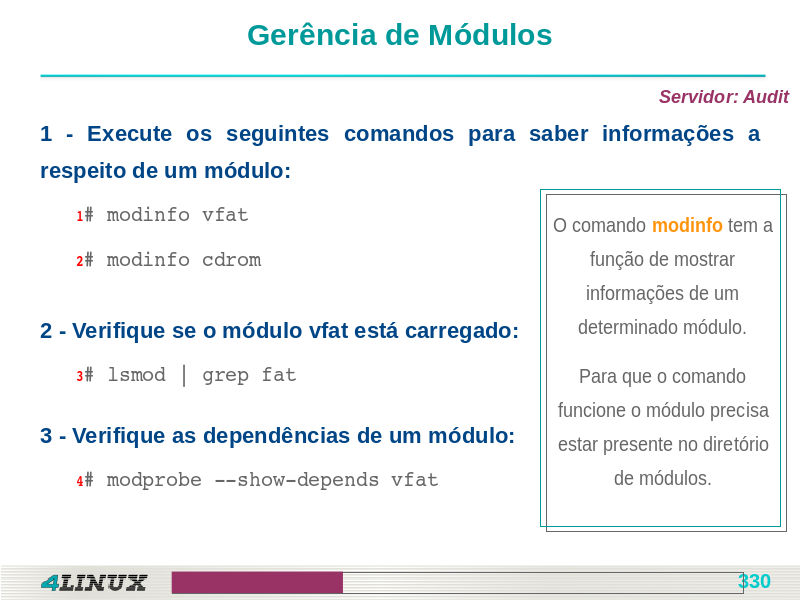 Gerência de Módulos
Servidor: Audit
1 - Execute os seguintes comandos para saber informações a
respeito de um módulo:
1# modinfo vfat
2# modinfo cdrom
2 - Verifique se o módulo vfat está carregado:
3# lsmod | grep fat
3 - Verifique as dependências de um módulo:
4# modprobe --show-depends vfat
O comando modinfo tem a
função de mostrar
informações de um
determinado módulo.
Para que o comando
funcione o módulo precisa
estar presente no diretório
de módulos.
4LINUX
330